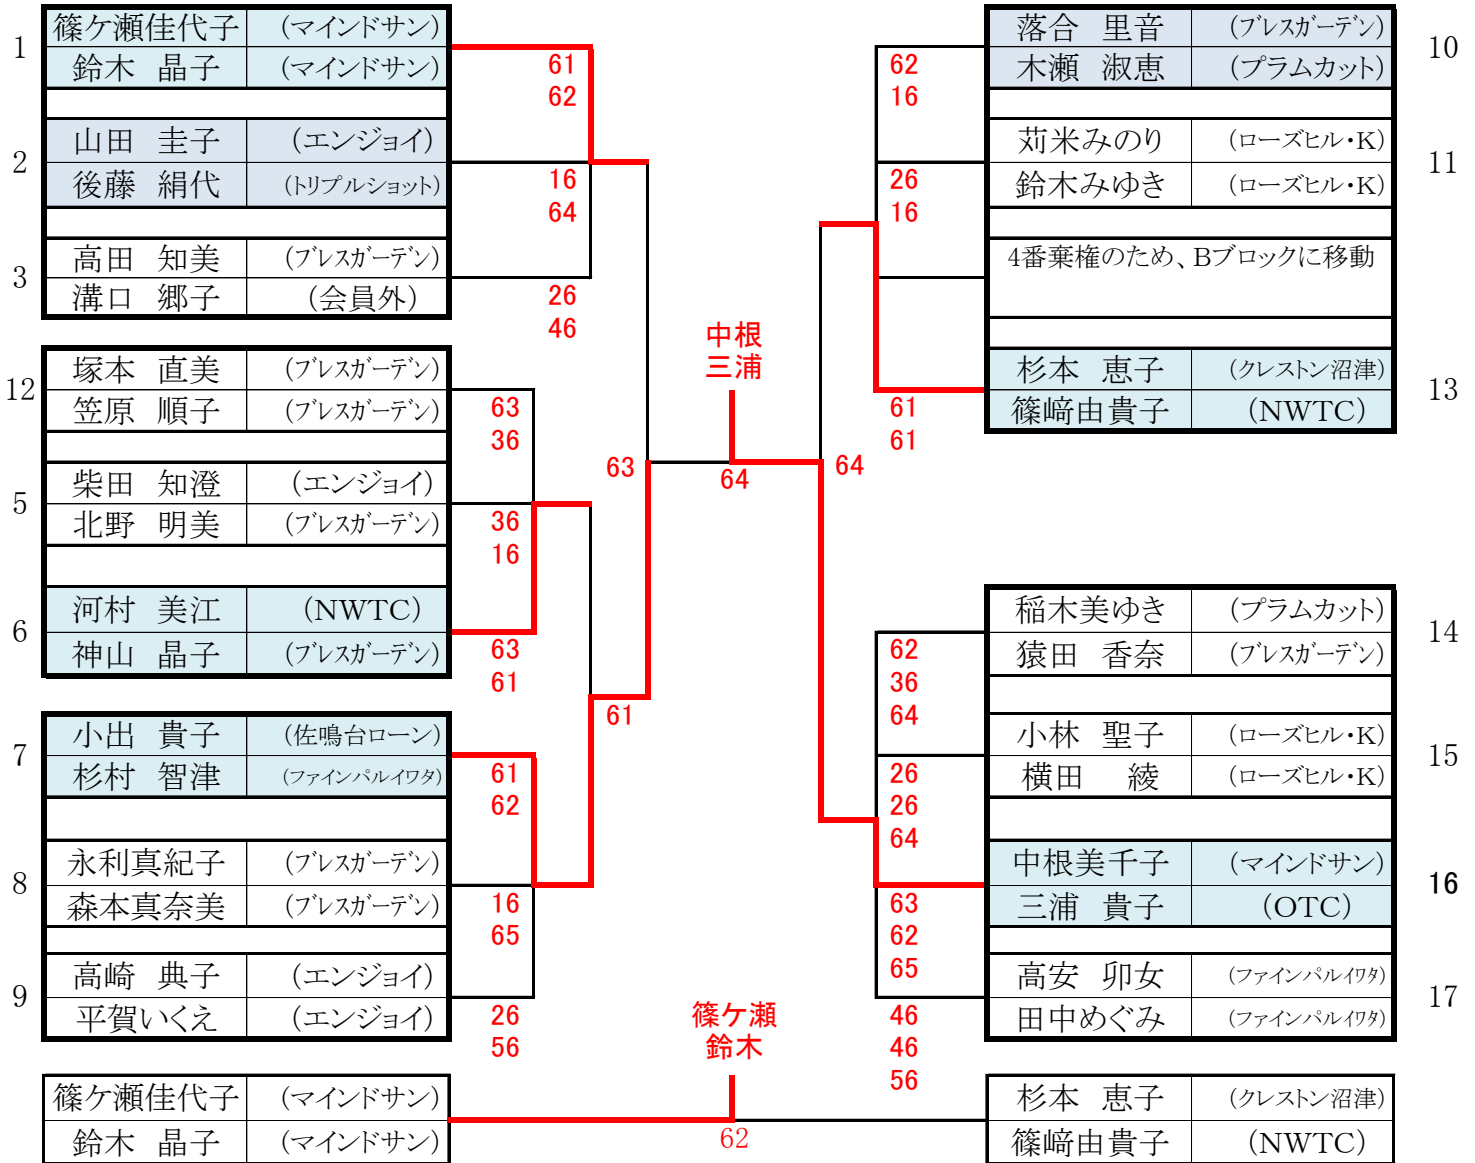 1
篠ケ瀬佳代子 (マインドサン)
鈴木 晶子 (マインドサン)
61
62
2
山田 圭子 (エンジョイ)
後藤 絹代 (トリプルショット)
16
64
3
高田 知美 (ブレスガーデン)
溝口 郷子 (会員外)
26
46
12
塚本 直美 (ブレスガーデン)
笠原 順子 (ブレスガーデン)
63
36
5
柴田 知澄 (エンジョイ)
北野 明美 (ブレスガーデン)
36
16
6
河村 美江 (NWTC)
神山 晶子 (ブレスガーデン)
63
61
7
小出 貴子 (佐鳴台ローン)
杉村 智津 (ファインパルイワタ)
61
62
8
永利真紀子 (ブレスガーデン)
森本真奈美 (ブレスガーデン)
16
65
9
高崎 典子 (エンジョイ)
平賀いくえ (エンジョイ)
26
56
63
61
中根
三浦
64
64
落合 里音 (ブレスガーデン)
木瀬 淑恵 (プラムカット)
10
62
16
苅米みのり (ローズヒル・K)
鈴木みゆき (ローズヒル・K)
11
26
16
4番棄権のため、Bブロックに移動
杉本 恵子 (クレストン沼津)
篠﨑由貴子 (NWTC)
13
61
61
稲木美ゆき (プラムカット)
猿田 香奈 (ブレスガーデン)
14
62
36
64
小林 聖子 (ローズヒル・K)
横田 綾 (ローズヒル・K)
15
26
26
64
中根美千子 (マインドサン)
三浦 貴子 (OTC)
16
63
62
65
高安 卯女 (ファインパルイワタ)
田中めぐみ (ファインパルイワタ)
17
46
46
56
篠ケ瀬
鈴木
篠ケ瀬佳代子 (マインドサン)
鈴木 晶子 (マインドサン)
62
杉本 恵子 (クレストン沼津)
篠﨑由貴子 (NWTC)